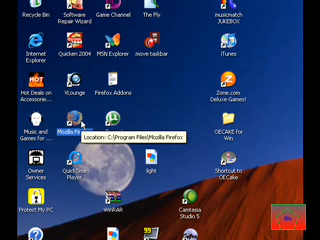 Recycle Bin
Software
Repair Wizard
Game Channel
The Fly
musicmatch
JUKEBOX
Internet
Explorer
Quicken 2004
MSN Explorer
move taskbar
iTunes
HOT
Hot Deals on
Accessorie...
VLounge
Firefox Addons
Zone.com
Deluxe Games!
Music and
Games for ...
Mozilla Fire
Location: C:\Program Files\Mozilla Firefox
OECAKE for
Win
Owner
Services
QuickTime
Player
light
Shortcut to
OECake
Protect My PC
WinRAR
Camtasia
Studio 5
99